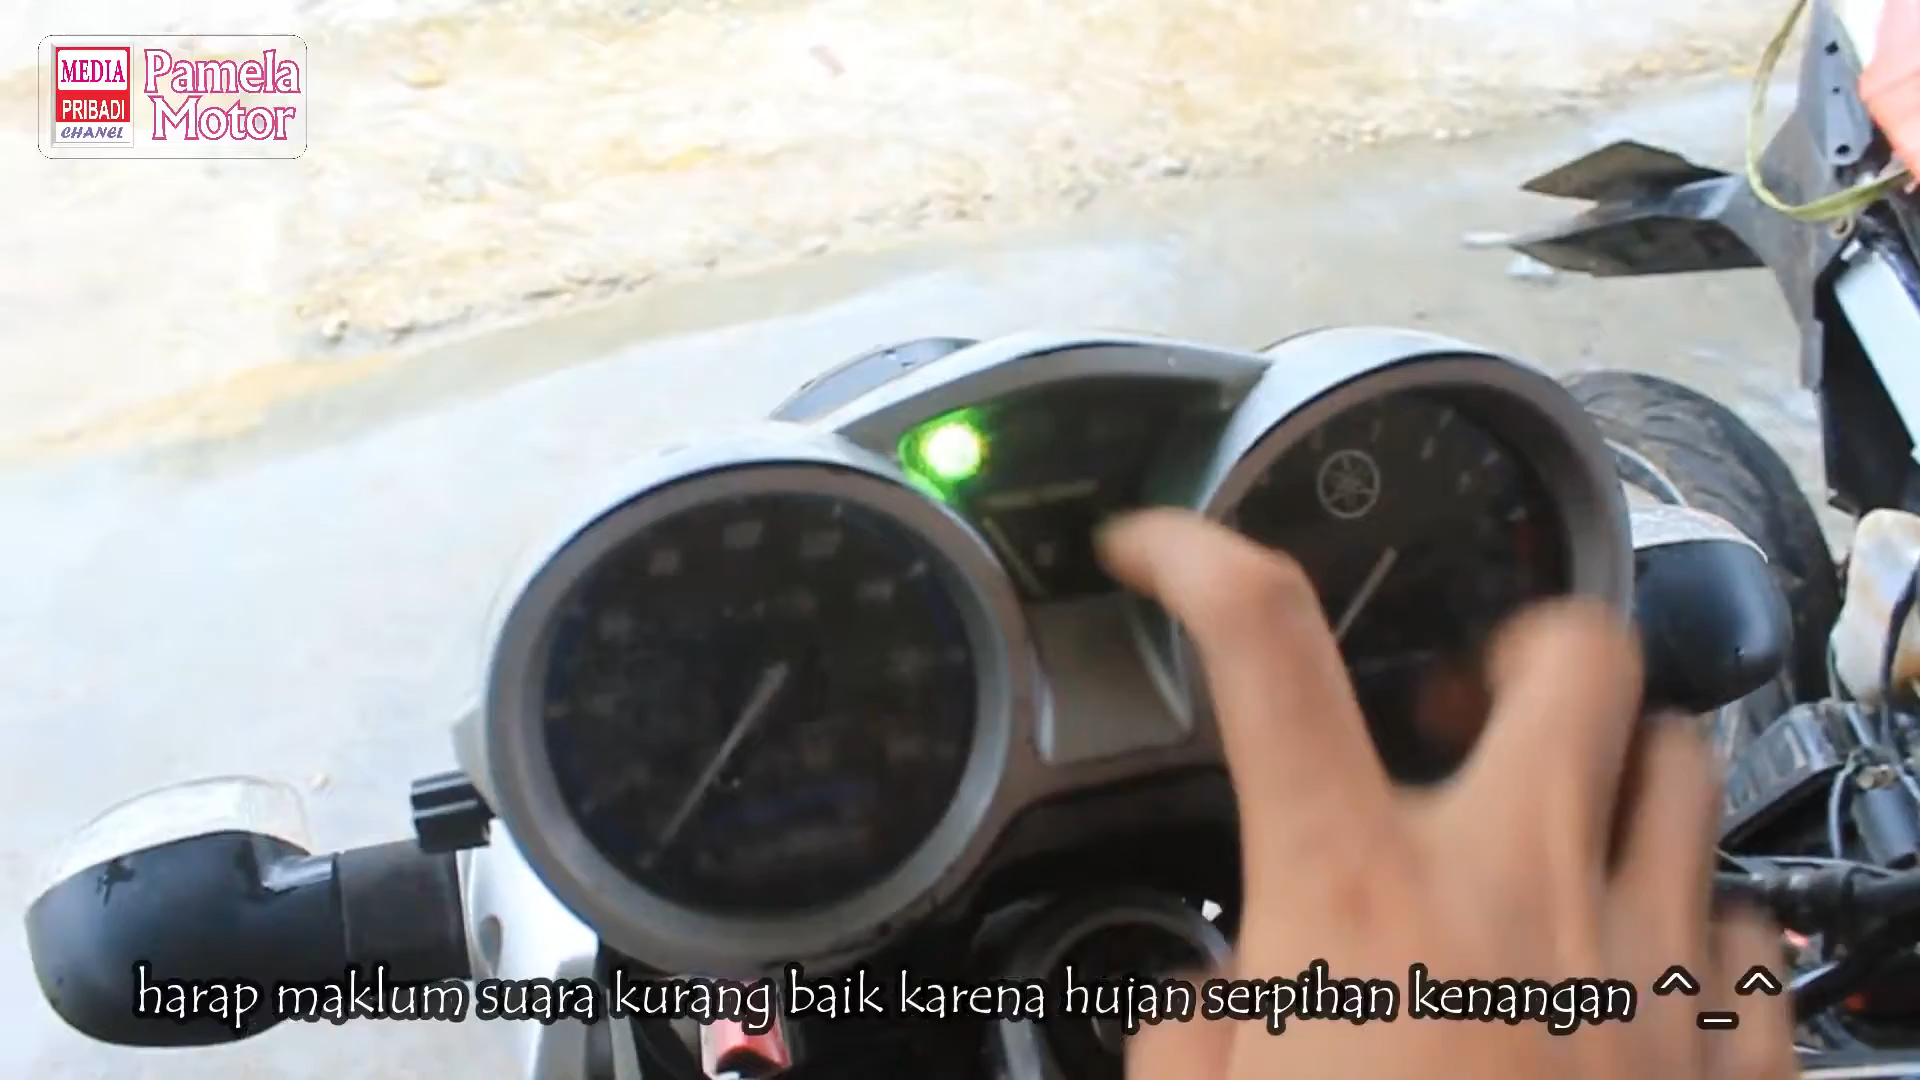 MEDIA
PRIBADI
CHANEL
Pamela
Motor
harap maklum suara kurang baik karena hujan serpihan kenangan ^_^